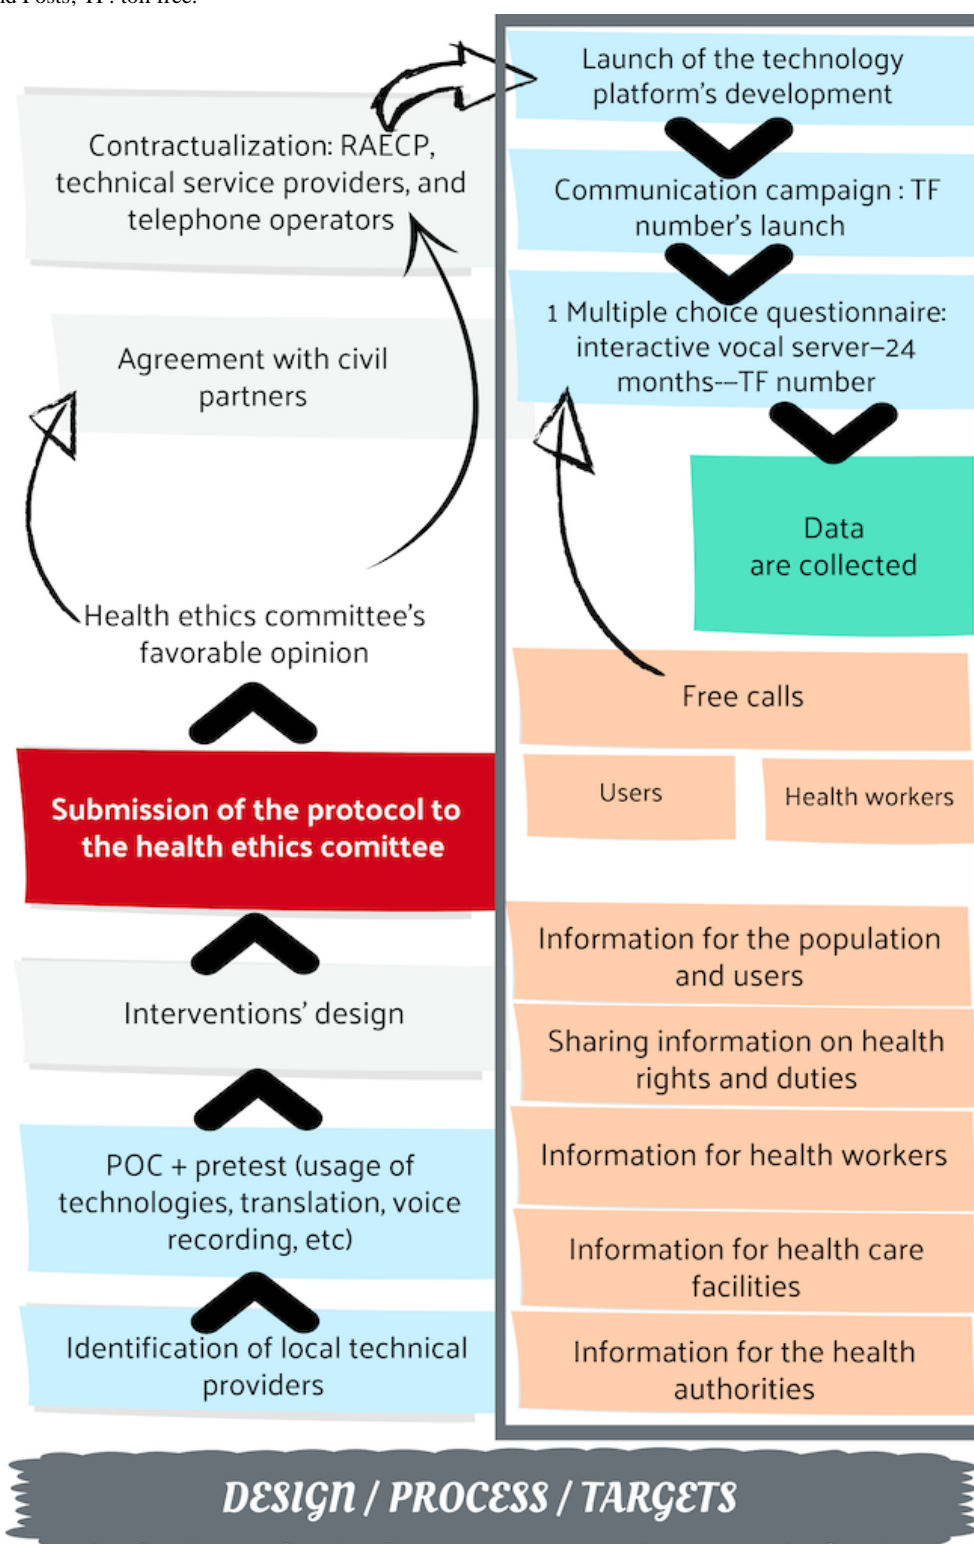 Contractualization: RAECP,
technical service providers, and
telephone operators
Agreement with civil
partners
Health ethics committee's
favorable opinion
Submission of the protocol to
the health ethics comittee
Interventions' design
POC + pretest (usage of
technologies, translation, voice
recording, etc)
Identification of local technical
providers
Launch of the technology
platform's development
Communication campaign : TF
number's launch
1 Multiple choice questionnaire:
interactive vocal server–24
months-–TF number
Data
are collected
Free calls
Users
Health workers
Information for the population
and users
Sharing information on health
rights and duties
Information for health workers
Information for health care
facilities
Information for the health
authorities
DESIGN / PROCESS / TARGETS